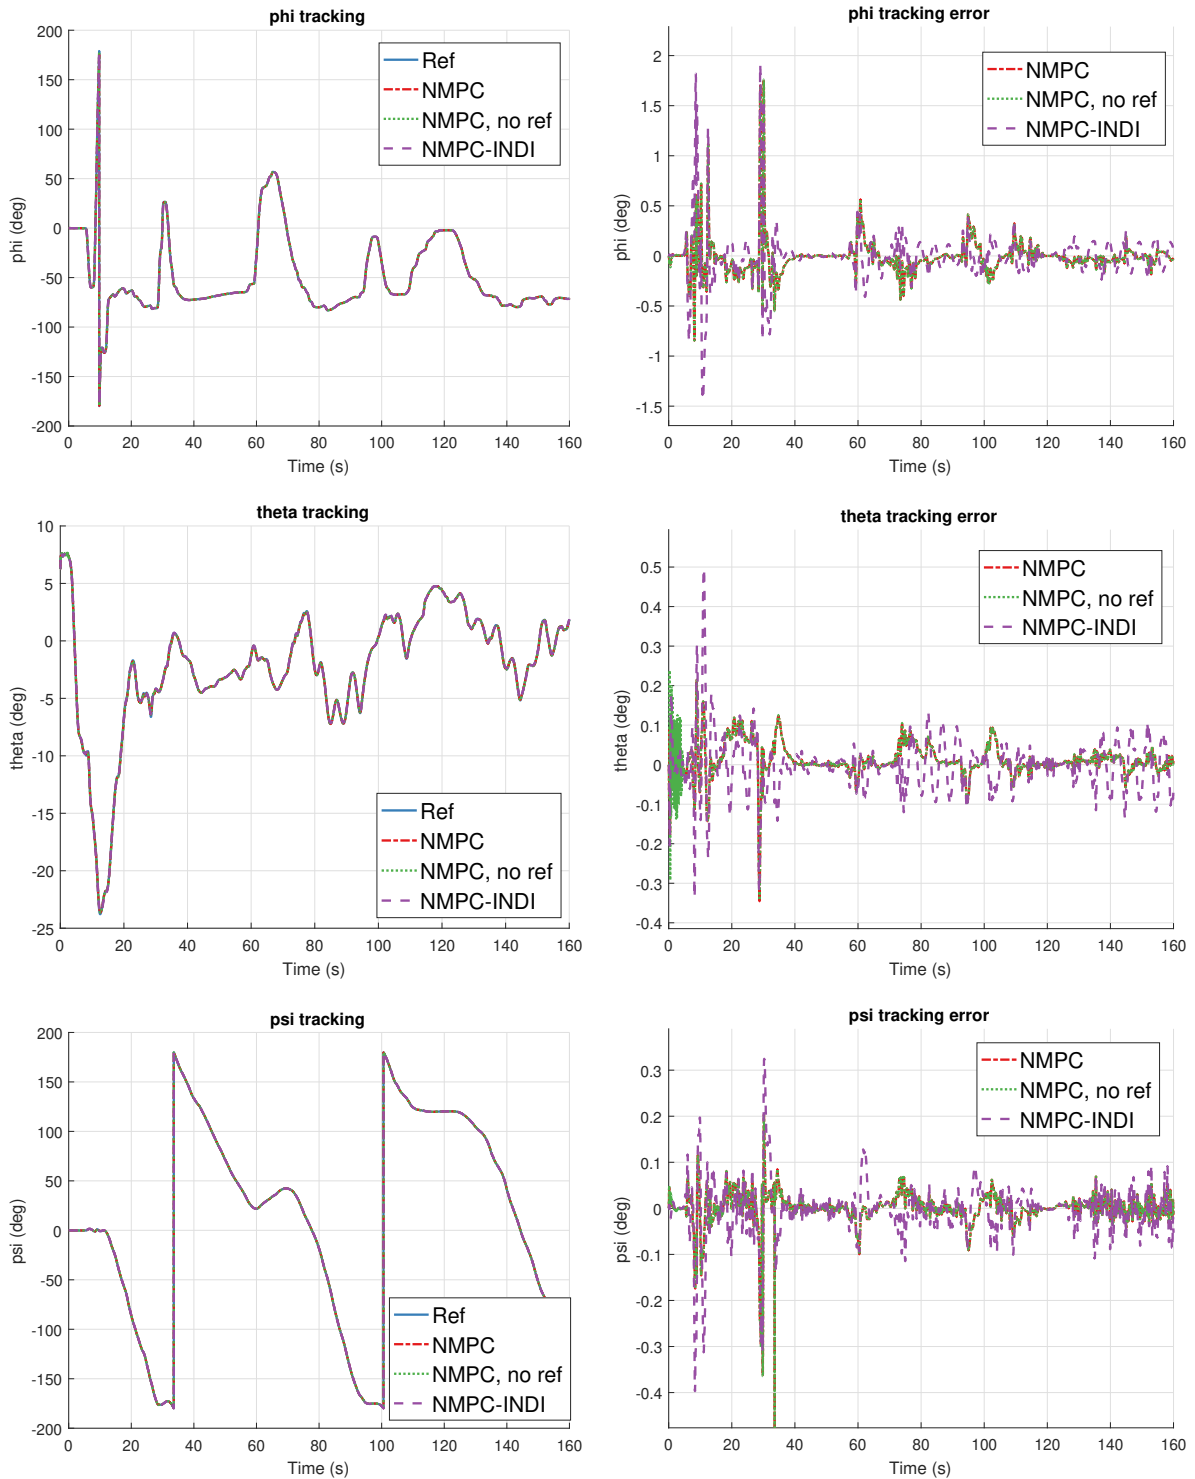 phi tracking
200
150
100
50
0
-50
-100
-150
-200
phi (deg)
0 20 40 60 80 100 120 140 160
Time (s)
Ref
NMPC
NMPC, no ref
NMPC-INDI
phi tracking error
2
1.5
1
0.5
0
-0.5
-1
-1.5
phi (deg)
0 20 40 60 80 100 120 140 160
Time (s)
NMPC
NMPC, no ref
NMPC-INDI
theta tracking
10
5
0
-5
-10
-15
-20
-25
theta (deg)
0 20 40 60 80 100 120 140 160
Time (s)
Ref
NMPC
NMPC, no ref
NMPC-INDI
theta tracking error
0.5
0.4
0.3
0.2
0.1
0
-0.1
-0.2
-0.3
-0.4
theta (deg)
0 20 40 60 80 100 120 140 160
Time (s)
NMPC
NMPC, no ref
NMPC-INDI
psi tracking
200
150
100
50
0
-50
-100
-150
-200
psi (deg)
0 20 40 60 80 100 120 140 160
Time (s)
Ref
NMPC
NMPC, no ref
NMPC-INDI
psi tracking error
0.3
0.2
0.1
0
-0.1
-0.2
-0.3
-0.4
psi (deg)
0 20 40 60 80 100 120 140 160
Time (s)
NMPC
NMPC, no ref
NMPC-INDI